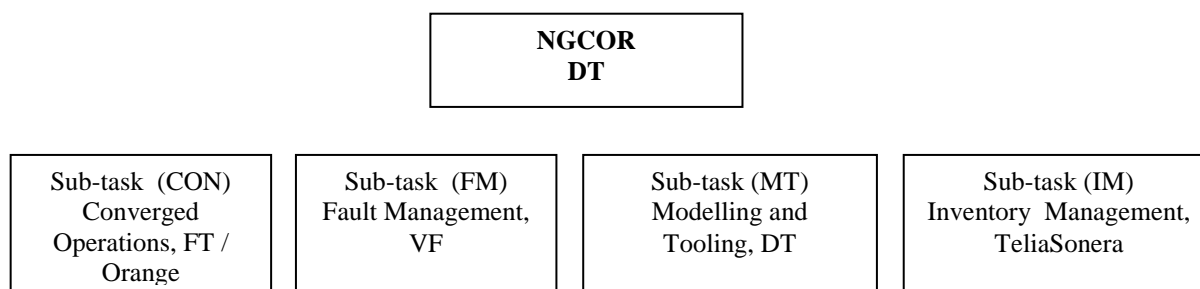 NGCOR
DT
Sub-task (CON)
Converged
Operations, FT /
Orange
Sub-task (FM)
Fault Management,
VF
Sub-task (MT)
Modelling and
Tooling, DT
Sub-task (IM)
Inventory Management,
TeliaSonera